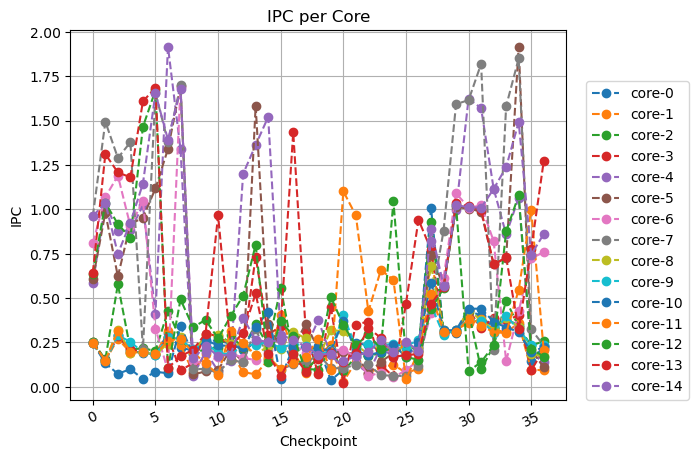 IPC per Core
2.00
1.75
1.50
1.25
1.00
0.75
0.50
0.25
0.00
IPC
0 5 10 15 20 25 30 35
Checkpoint
core-0
core-1
core-2
core-3
core-4
core-5
core-6
core-7
core-8
core-9
core-10
core-11
core-12
core-13
core-14